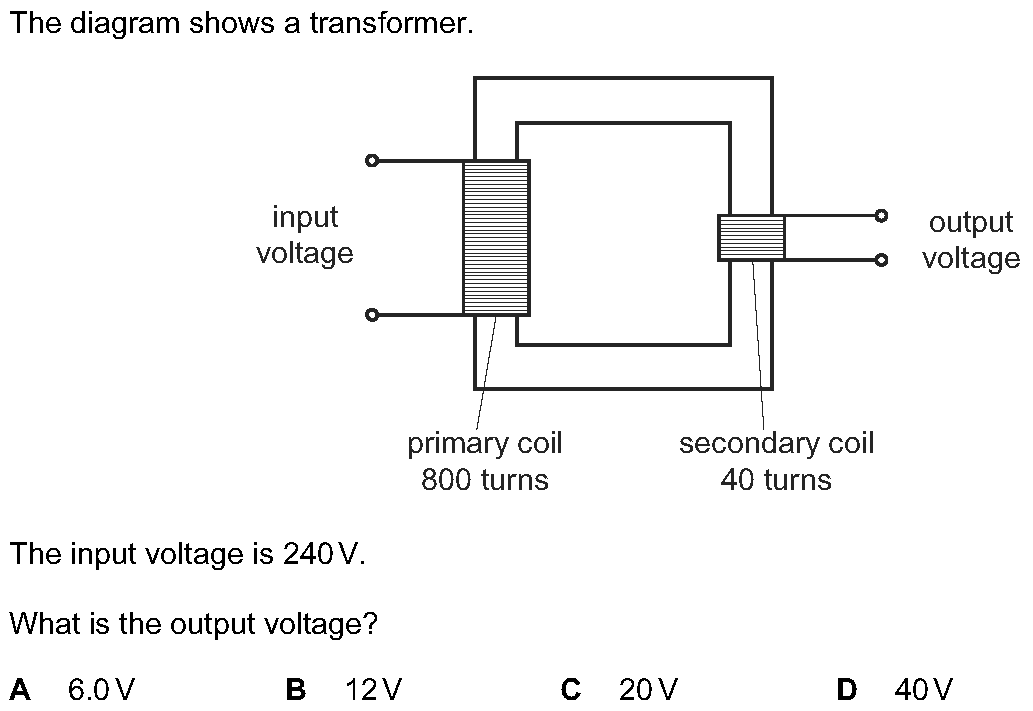 The diagram shows a transformer.
input
voltage
output
voltage
primary coil
800 turns
secondary coil
40 turns
The input voltage is 240 V.
What is the output voltage?
A 6.0 V B 12 V C 20 V D 40 V